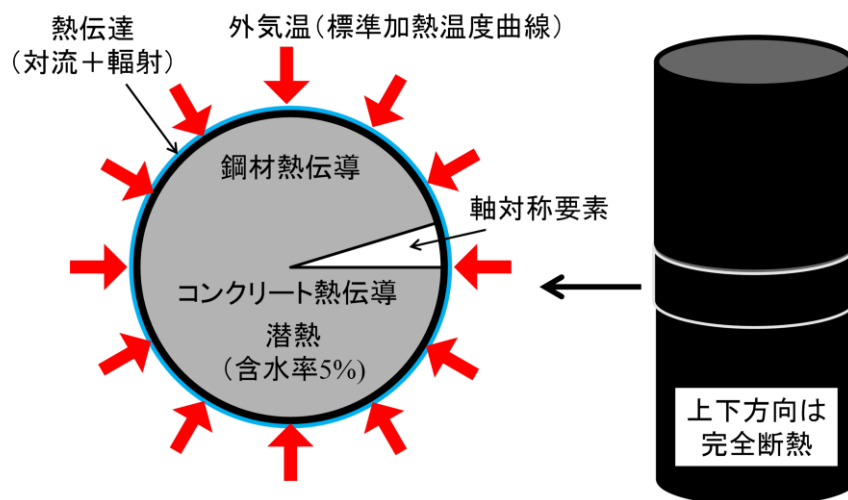 熱伝達
(対流＋輻射)
外気温(標準加熱温度曲線)
鋼材熱伝導
軸対称要素
コンクリート熱伝導
潜熱
(含水率5%)
上下方向は
完全断熱